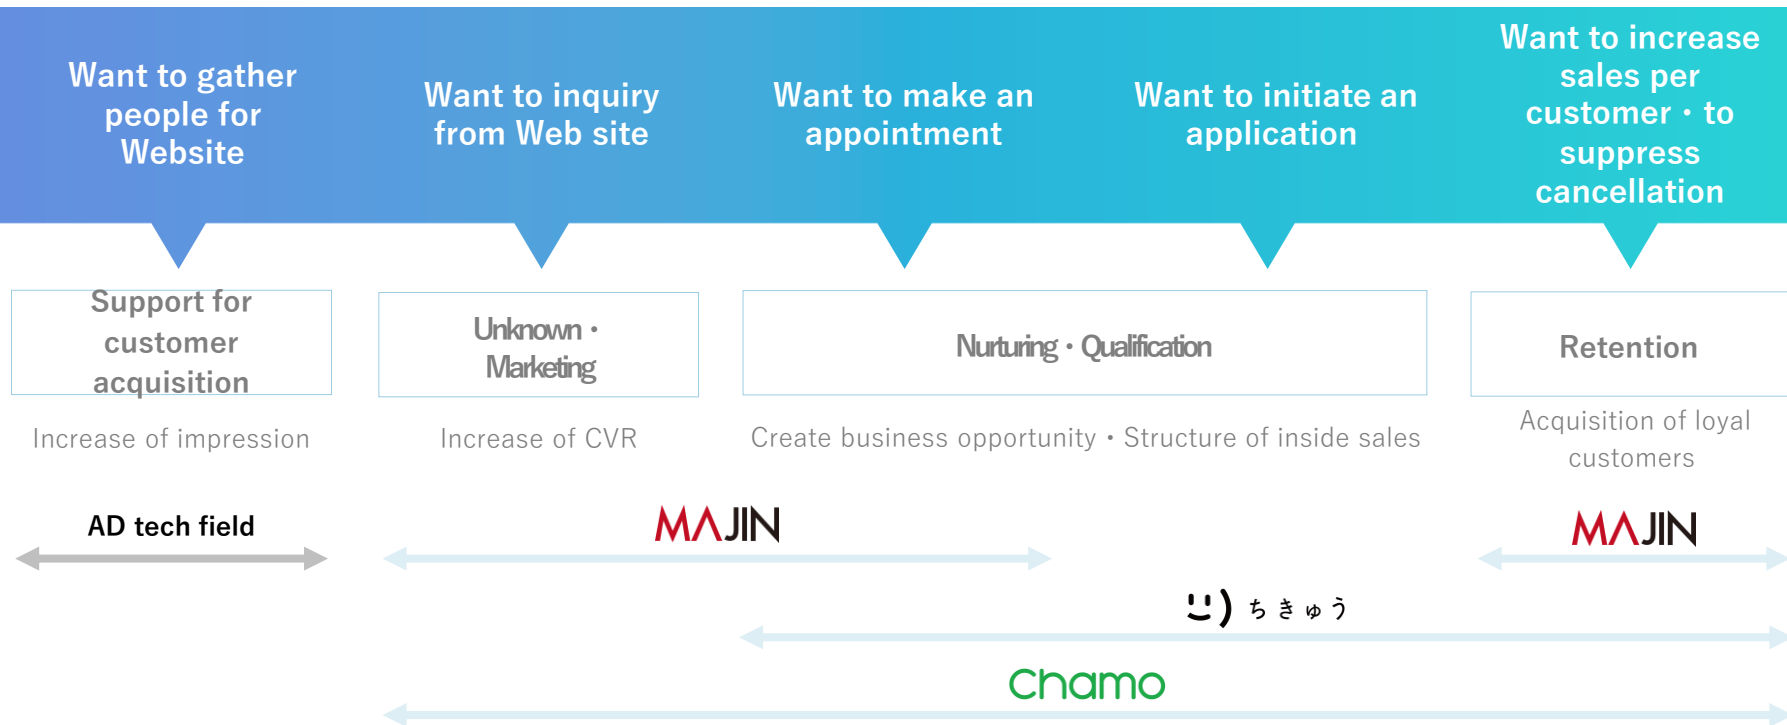 Want to gather
people for
Website
Want to inquiry
from Web site
Want to make an
appointment
Want to initiate an
application
Want to increase
sales per
customer・to
suppress
cancellation
Support for
customer
acquisition
Unknown・
Marketing
Nurturing・Qualification
Retention
Increase of impression
Increase of CVR
Create business opportunity・Structure of inside sales
Acquisition of loyal
customers
AD tech field
MAJIN
MAJIN
ちきゅう
Chamo